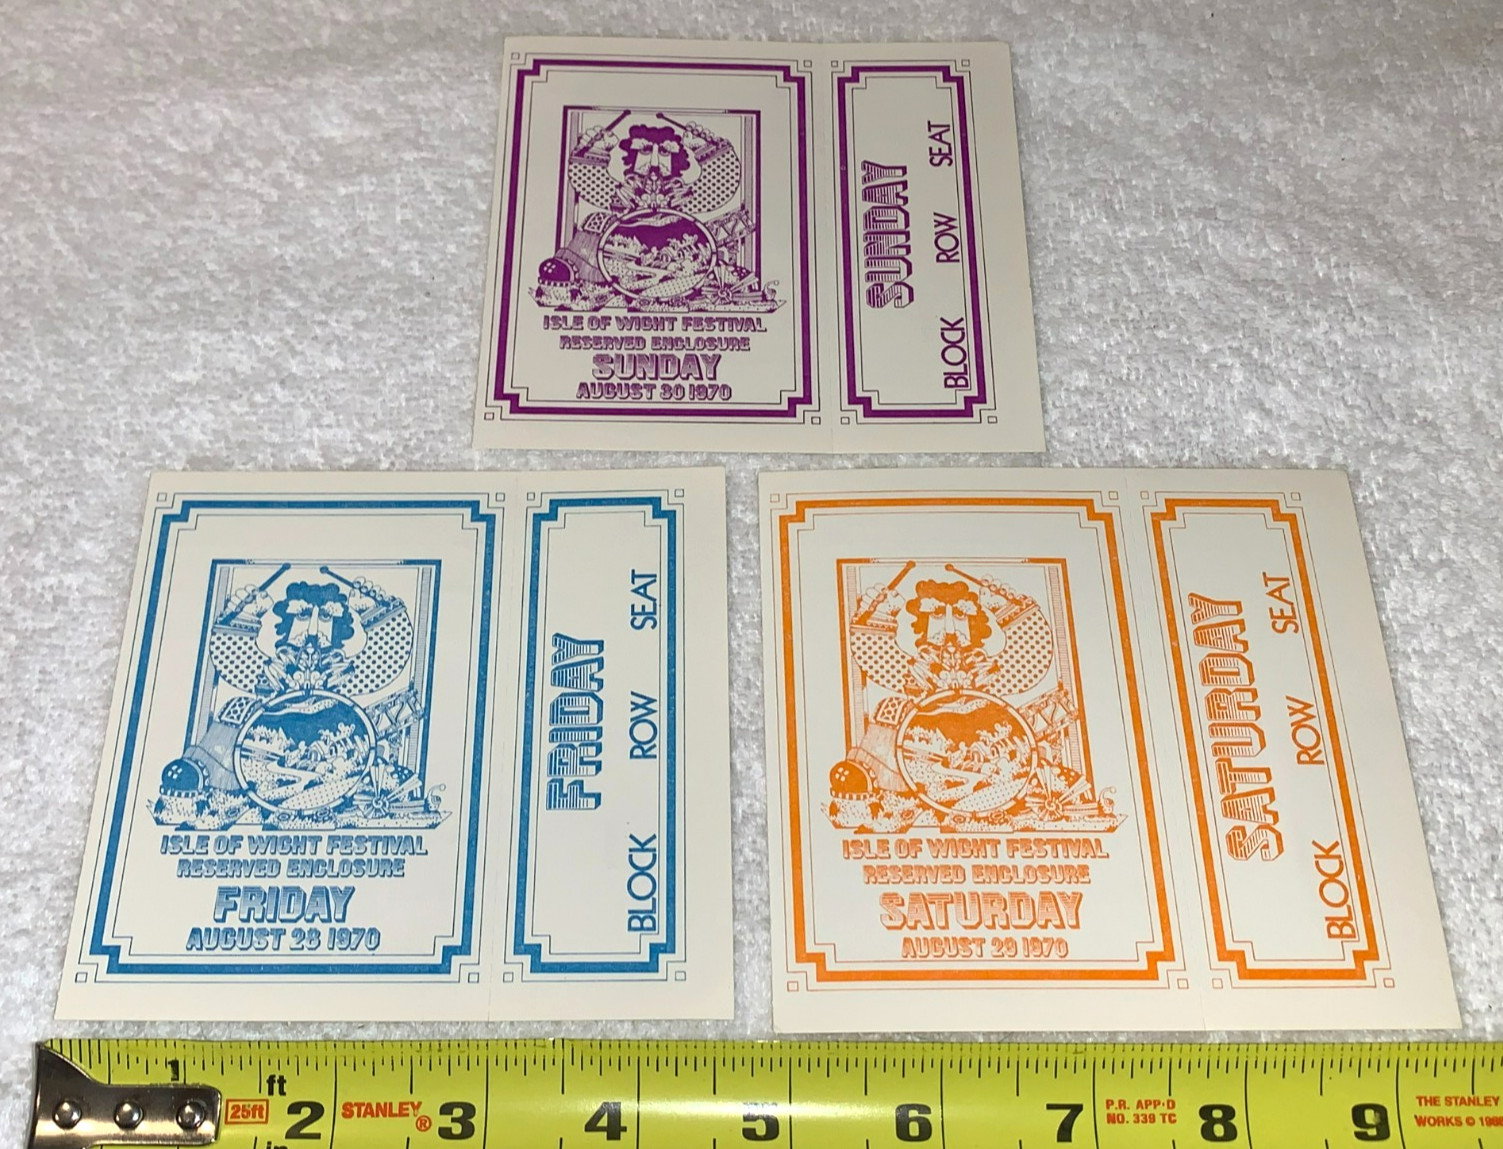 ISLE OF WIGHT FESTIVAL
RESERVED ENCLOSURE
SUNDAY
AUGUST 30 1970
SUNDAY
BLOCK ROW SEAT
ISLE OF WIGHT FESTIVAL
RESERVED ENCLOSURE
FRIDAY
AUGUST 28 1970
FRIDAY
BLOCK ROW SEAT
ISLE OF WIGHT FESTIVAL
RESERVED ENCLOSURE
SATURDAY
AUGUST 29 1970
SATURDAY
BLOCK ROW SEAT
1 ft 25ft 2 STANLEY® 3 4 5 6 7 P.R. APP'D 8 9 THE STANLEY
NO. 339 TC WORKS ©
in